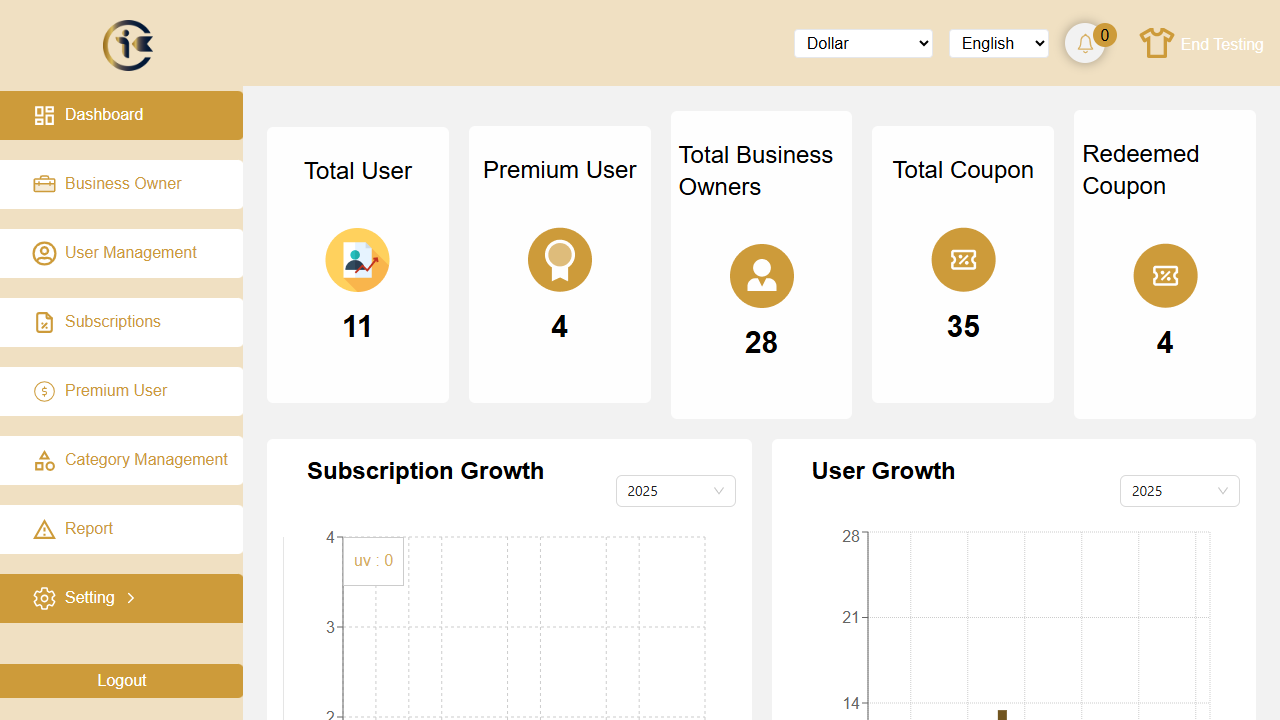 Dollar
English
0
End Testing
Dashboard
Business Owner
User Management
Subscriptions
Premium User
Category Management
Report
Setting
Logout
Total User
11
Premium User
4
Total Business
Owners
28
Total Coupon
35
Redeemed
Coupon
4
Subscription Growth
2025
4
uv : 0
3
2
User Growth
2025
28
21
14